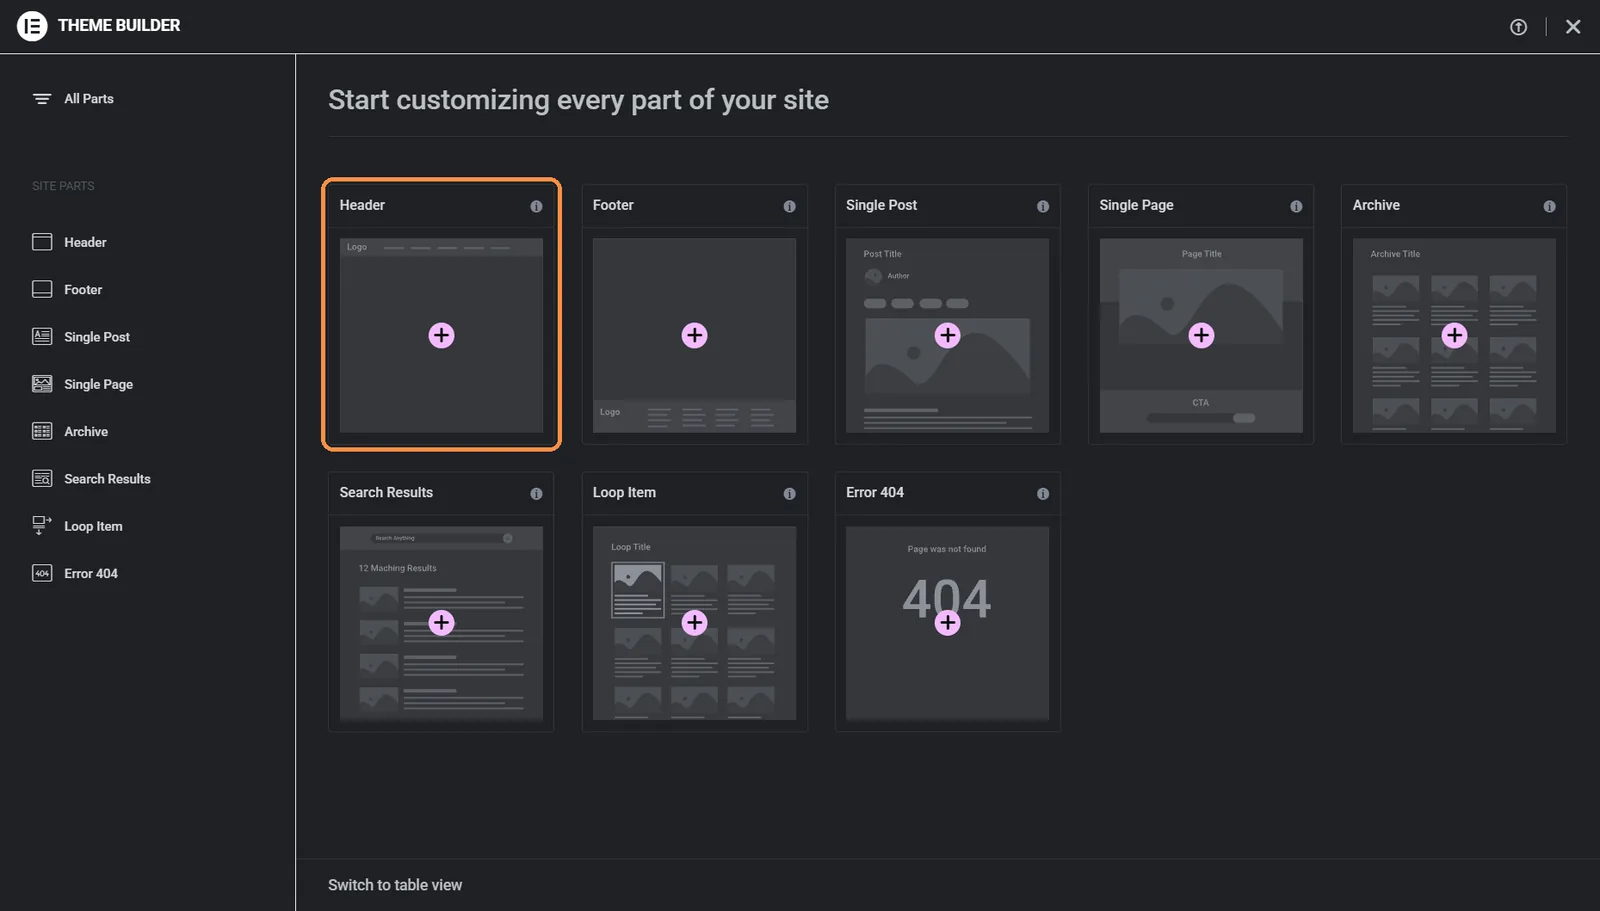 THEME BUILDER
All Parts
SITE PARTS
Header
Footer
Single Post
Single Page
Archive
Search Results
Loop Item
404
Error 404
Start customizing every part of your site
Header
Logo
Footer
Logo
Single Post
Post Title
Author
Single Page
Page Title
CTA
Archive
Archive Title
Search Results
Search Anything
12 Maching Results
Loop Item
Loop Title
Error 404
Page was not found
404
Switch to table view